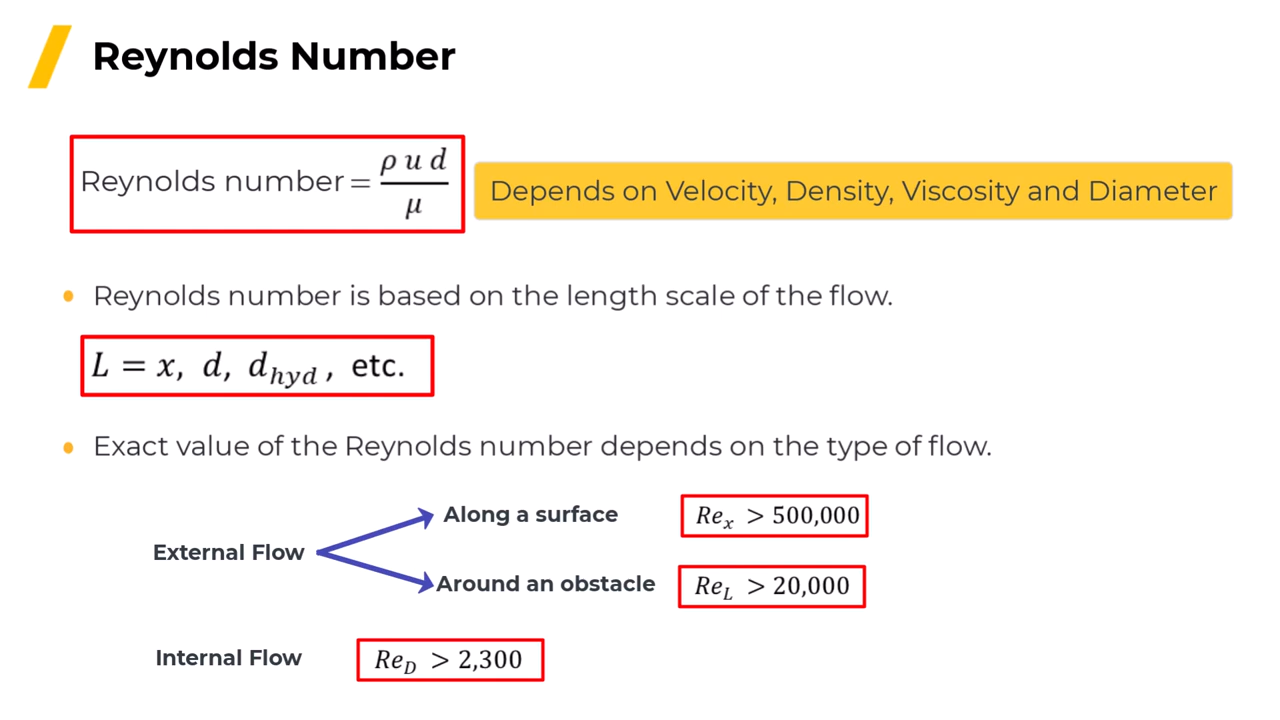 Reynolds Number
Reynolds number = ρ u d / μ
Depends on Velocity, Density, Viscosity and Diameter
• Reynolds number is based on the length scale of the flow.
L = x, d, d_hyd , etc.
• Exact value of the Reynolds number depends on the type of flow.
Along a surface Re_x > 500,000
External Flow
Around an obstacle Re_L > 20,000
Internal Flow Re_D > 2,300